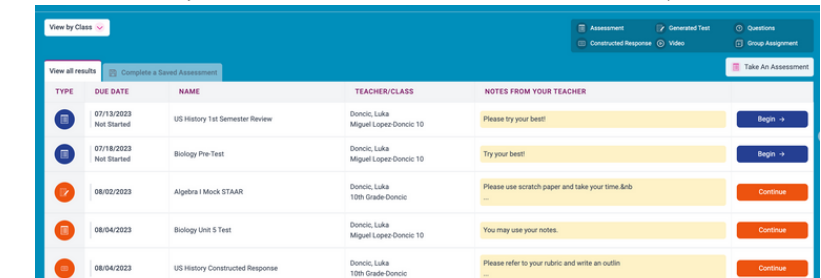 View by Class
Assessment
Generated Test
Questions
Constructed Response
Video
Group Assignment
View all results
Complete a Saved Assessment
Take An Assessment
TYPE DUE DATE NAME TEACHER/CLASS NOTES FROM YOUR TEACHER
07/13/2023
Not Started
US History 1st Semester Review
Doncic, Luka
Miguel Lopez-Doncic 10
Please try your best!
Begin →
07/18/2023
Not Started
Biology Pre-Test
Doncic, Luka
Miguel Lopez-Doncic 10
Try your best!
Begin →
08/02/2023
Algebra I Mock STAAR
Doncic, Luka
10th Grade-Doncic
Please use scratch paper and take your time.&nb
...
Continue
08/04/2023
Biology Unit 5 Test
Doncic, Luka
Miguel Lopez-Doncic 10
You may use your notes.
Continue
08/04/2023
US History Constructed Response
Doncic, Luka
10th Grade-Doncic
Please refer to your rubric and write an outlin
...
Continue